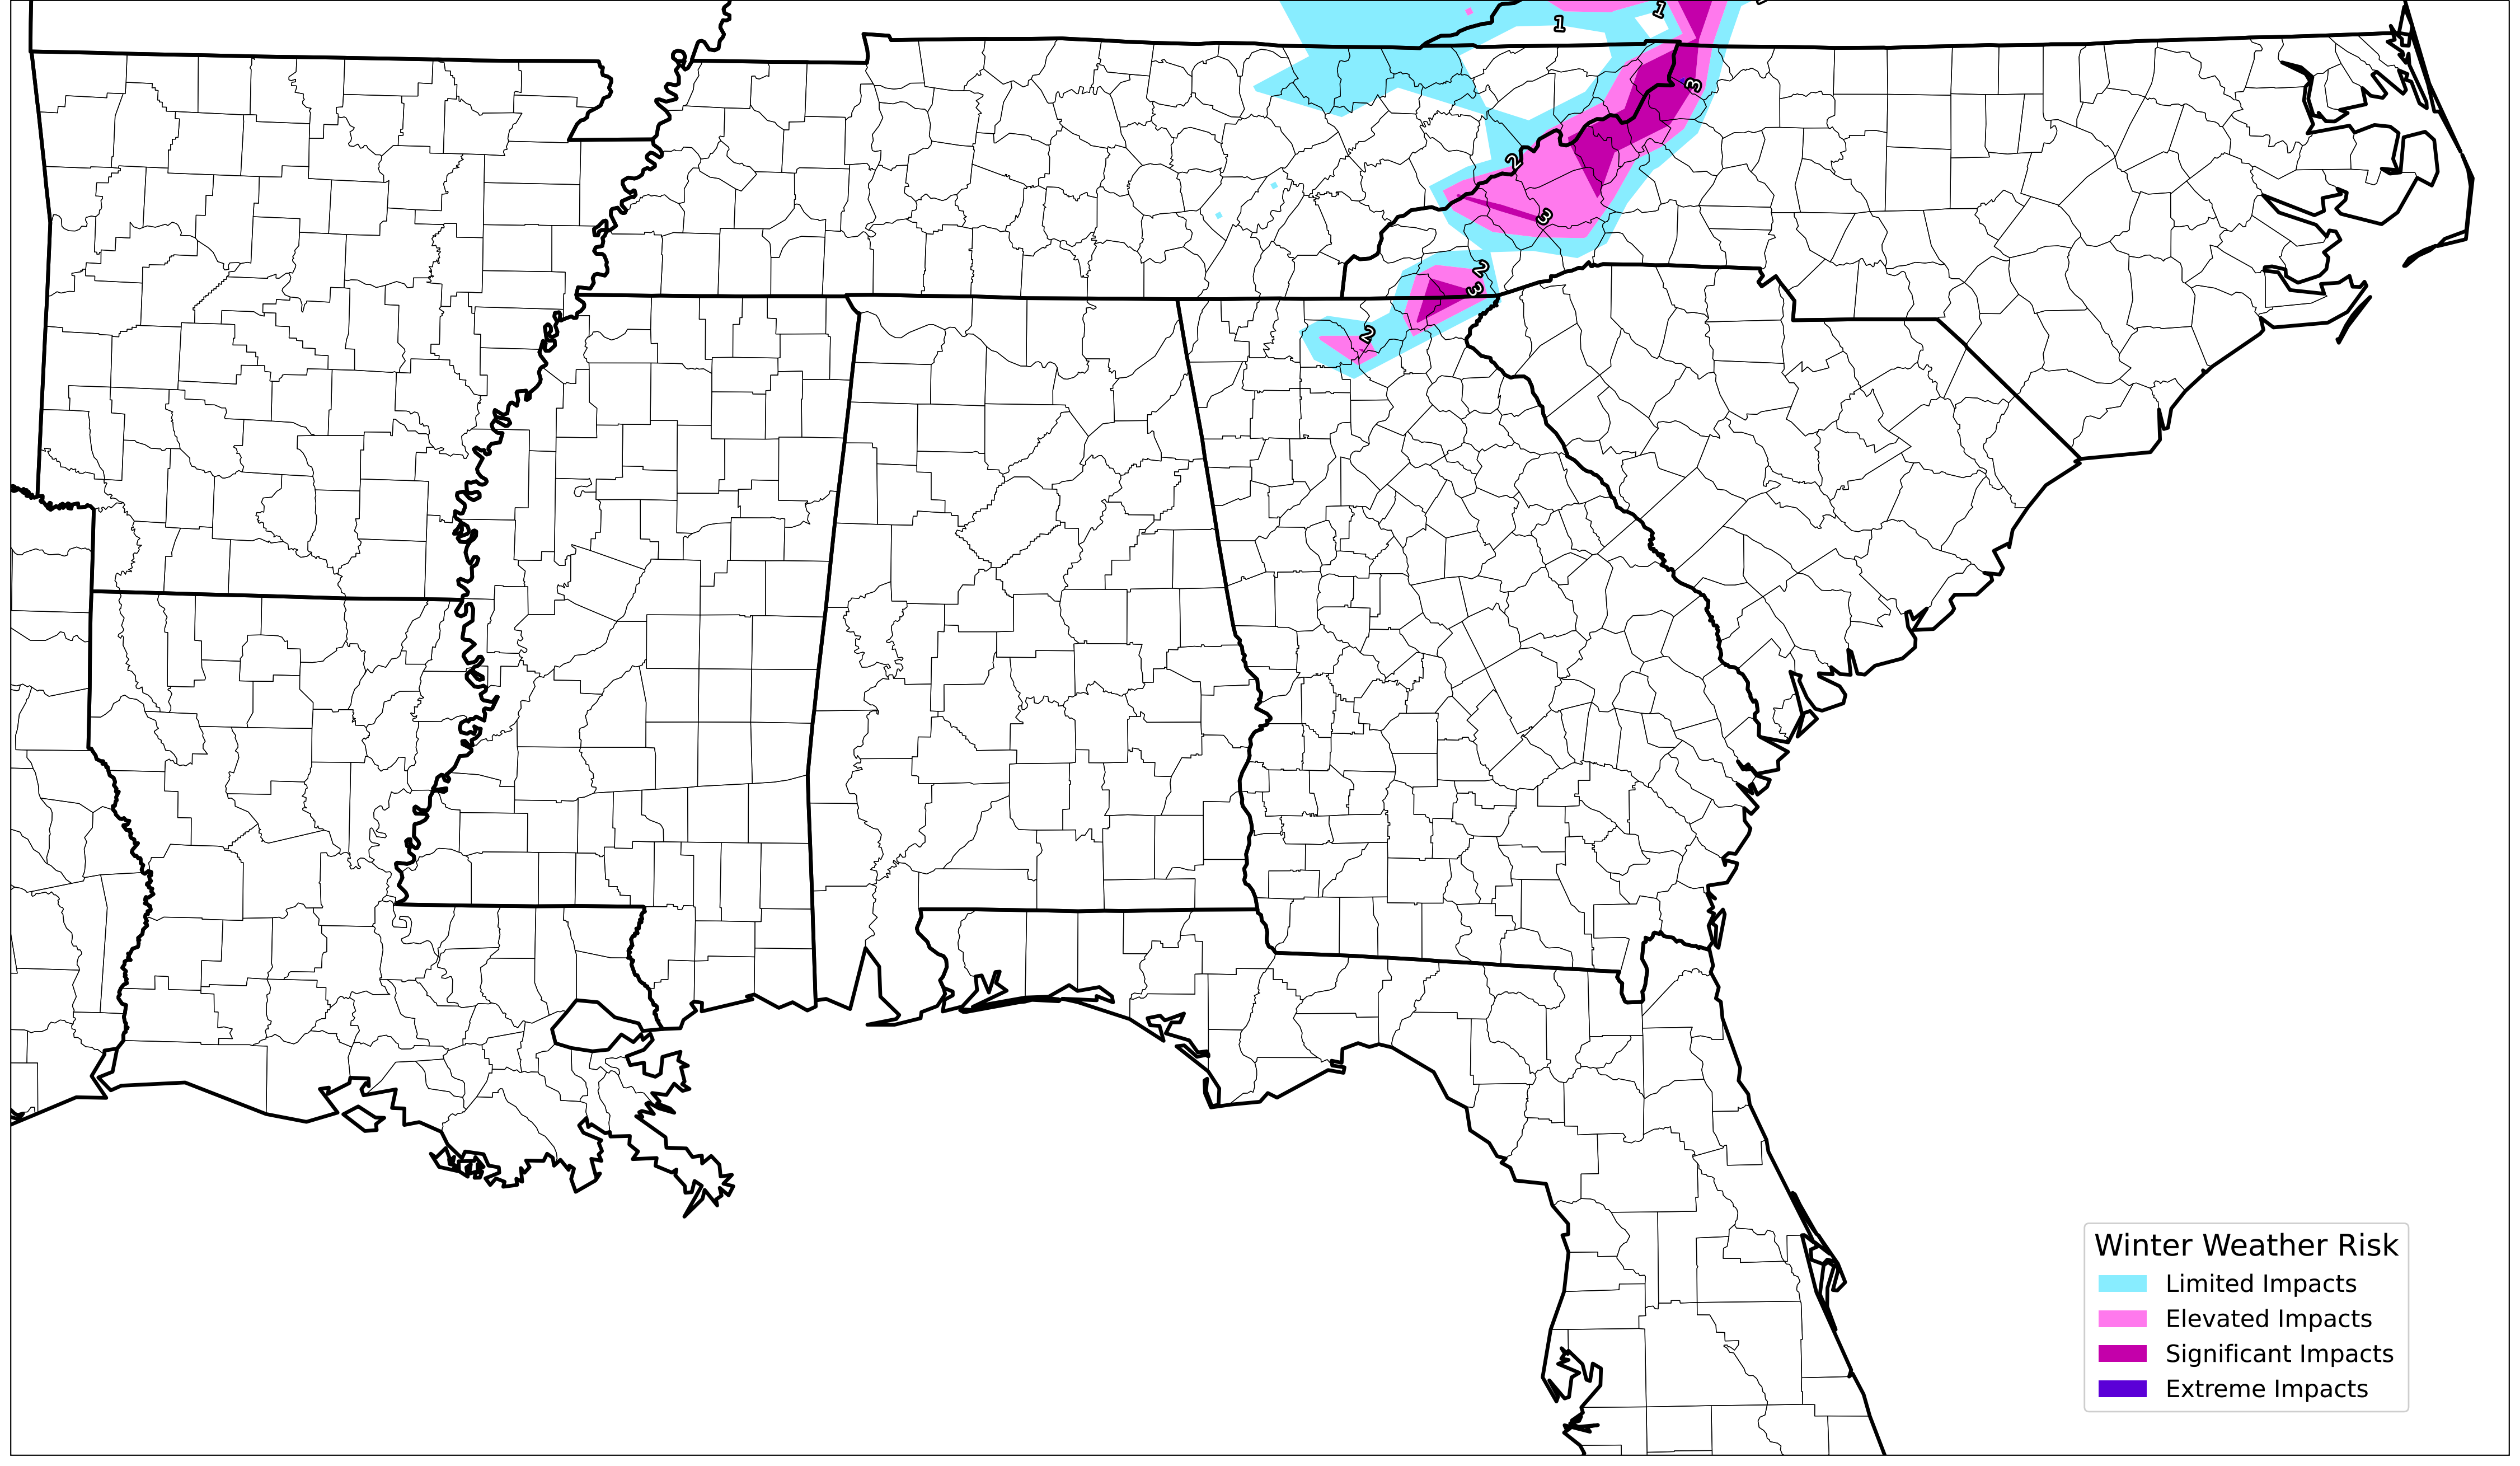 1
1
3
2
3
2
3
2
Winter Weather Risk
Limited Impacts
Elevated Impacts
Significant Impacts
Extreme Impacts